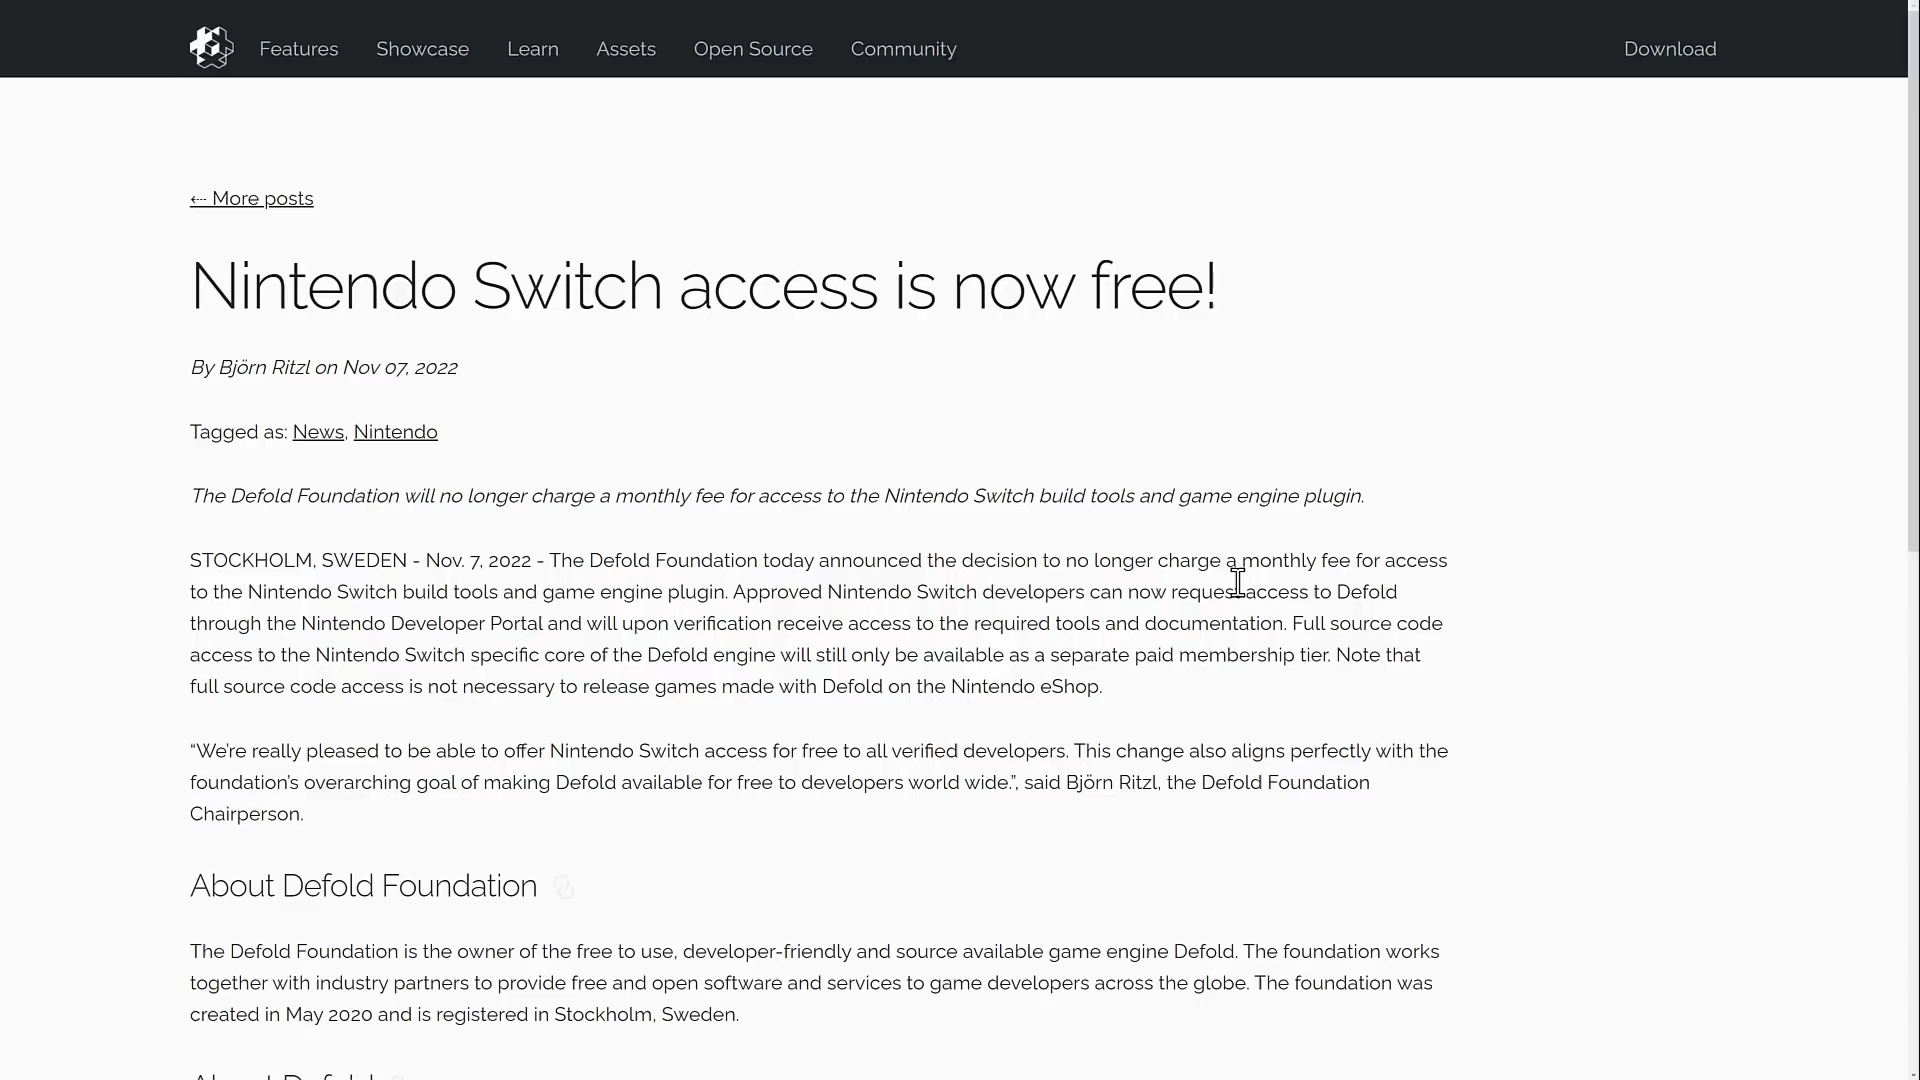 Features Showcase Learn Assets Open Source Community Download
← More posts
Nintendo Switch access is now free!
By Björn Ritzl on Nov 07, 2022
Tagged as: News, Nintendo
The Defold Foundation will no longer charge a monthly fee for access to the Nintendo Switch build tools and game engine plugin.
STOCKHOLM, SWEDEN - Nov. 7, 2022 - The Defold Foundation today announced the decision to no longer charge a monthly fee for access
to the Nintendo Switch build tools and game engine plugin. Approved Nintendo Switch developers can now request access to Defold
through the Nintendo Developer Portal and will upon verification receive access to the required tools and documentation. Full source code
access to the Nintendo Switch specific core of the Defold engine will still only be available as a separate paid membership tier. Note that
full source code access is not necessary to release games made with Defold on the Nintendo eShop.
“We’re really pleased to be able to offer Nintendo Switch access for free to all verified developers. This change also aligns perfectly with the
foundation’s overarching goal of making Defold available for free to developers world wide.”, said Björn Ritzl, the Defold Foundation
Chairperson.
About Defold Foundation
The Defold Foundation is the owner of the free to use, developer-friendly and source available game engine Defold. The foundation works
together with industry partners to provide free and open software and services to game developers across the globe. The foundation was
created in May 2020 and is registered in Stockholm, Sweden.
About Defold